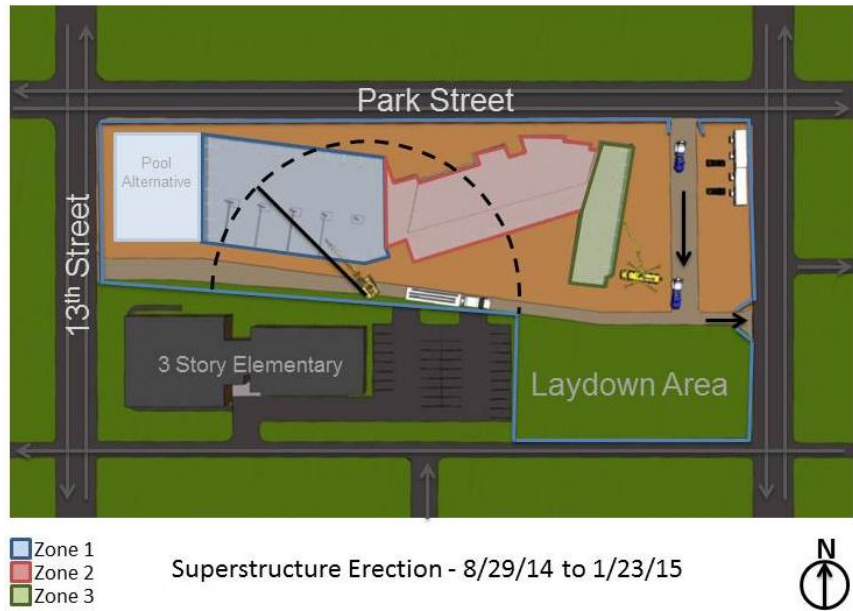 Park Street
Pool
Alternative
13th Street
3 Story Elementary
Laydown Area
Zone 1
Zone 2
Zone 3
Superstructure Erection - 8/29/14 to 1/23/15
N